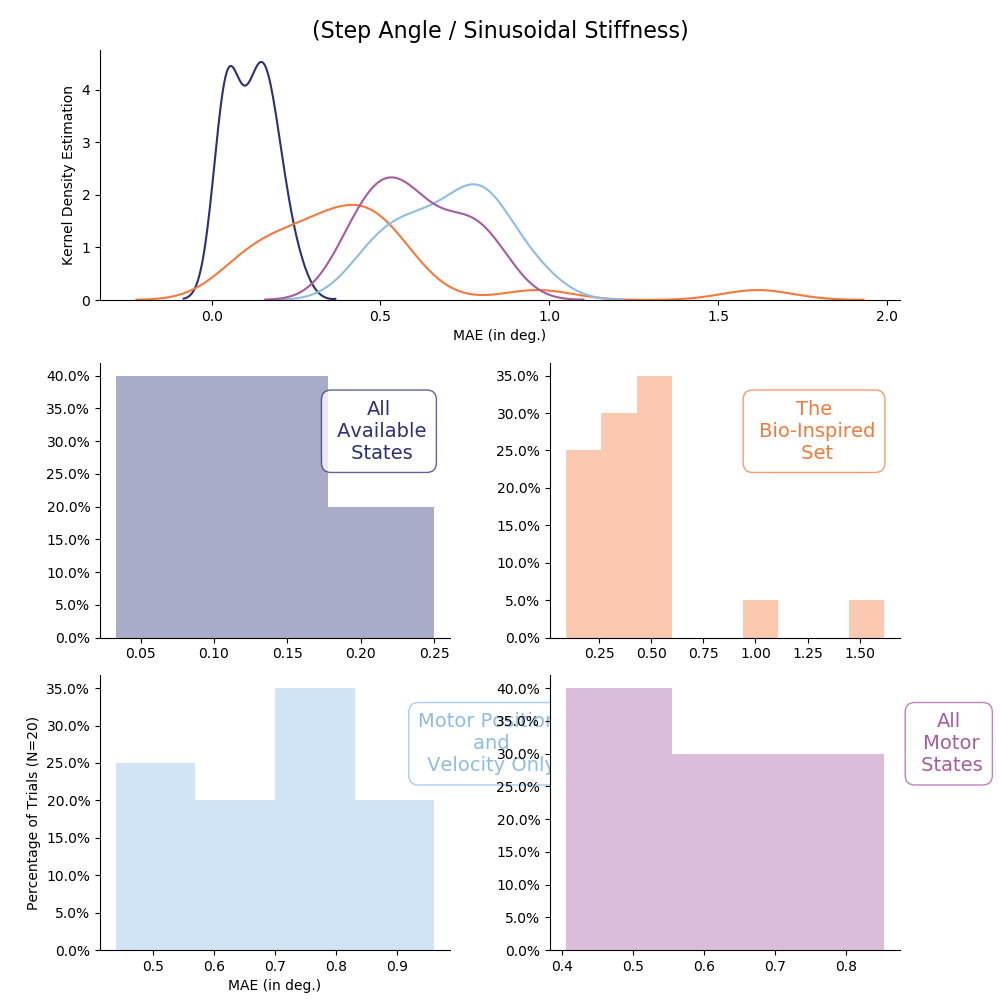 (Step Angle / Sinusoidal Stiffness)
Kernel Density Estimation
4
3
2
1
0
0.0 0.5 1.0 1.5 2.0
MAE (in deg.)
40.0%
35.0%
30.0%
25.0%
20.0%
15.0%
10.0%
5.0%
0.0%
All
Available
States
0.05 0.10 0.15 0.20 0.25
35.0%
30.0%
25.0%
20.0%
15.0%
10.0%
5.0%
0.0%
The
Bio-Inspired
Set
0.25 0.50 0.75 1.00 1.25 1.50
Percentage of Trials (N=20)
35.0%
30.0%
25.0%
20.0%
15.0%
10.0%
5.0%
0.0%
Motor Position
and
Velocity Only
0.5 0.6 0.7 0.8 0.9
MAE (in deg.)
40.0%
35.0%
30.0%
25.0%
20.0%
15.0%
10.0%
5.0%
0.0%
All
Motor
States
0.4 0.5 0.6 0.7 0.8